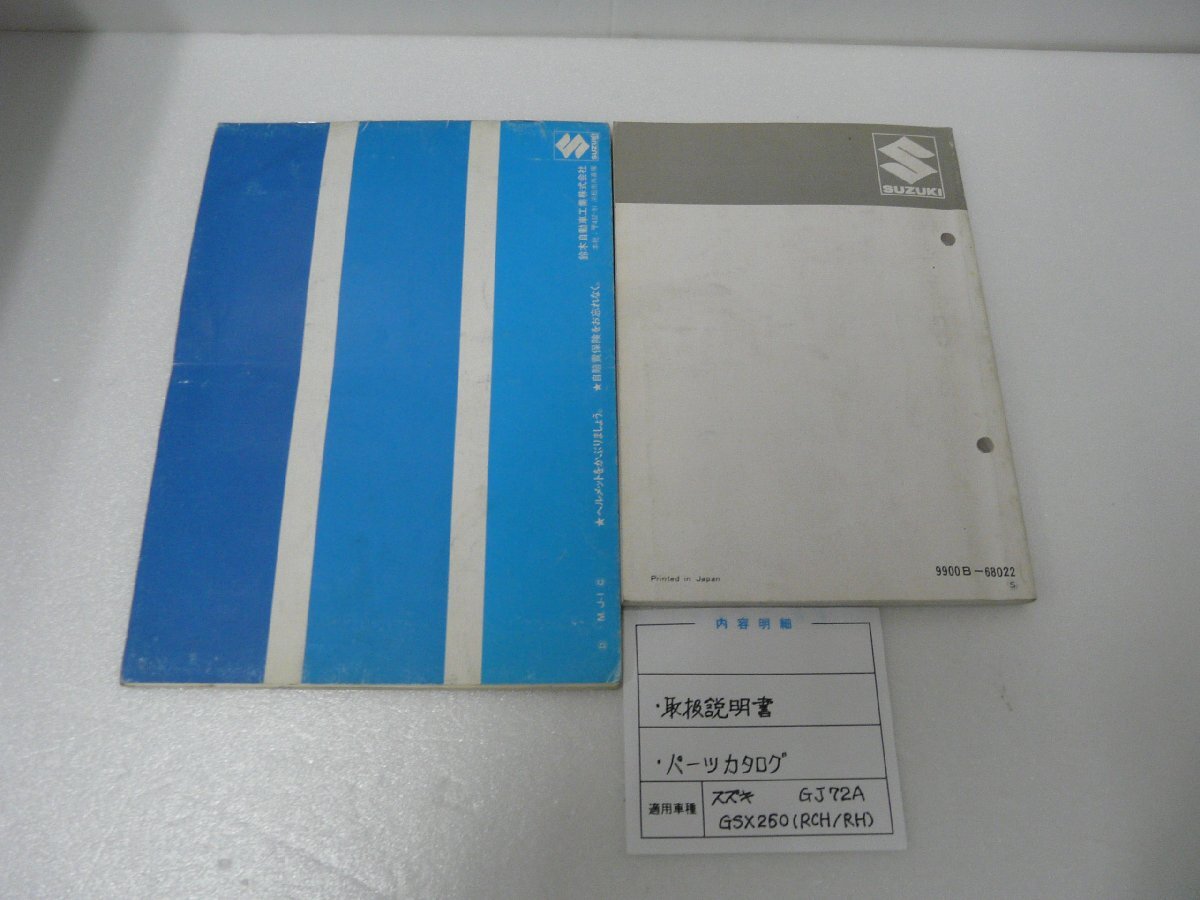 SUZUKI
鈴木自動車工業株式会社
★ヘルメットをかぶりましょう。 ★自賠責保険をお忘れなく。
SUZUKI
Printed in Japan
9900B-68022
内容明細
・取扱説明書
・パーツカタログ
適用車種
スズキ GJ72A
GSX250(RCH/RH)